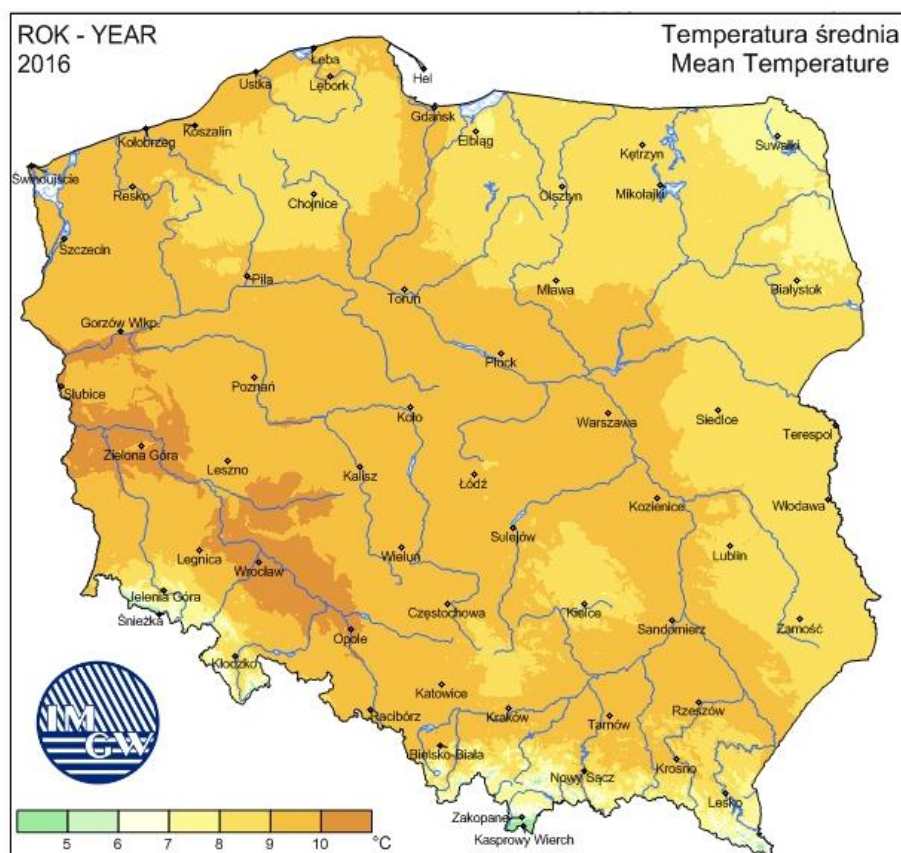 ROK - YEAR
2016
Temperatura średnia
Mean Temperature
Łeba
Hel
Ustka
Lębork
Gdańsk
Koszalin
Kołobrzeg
Elbląg
Suwałki
Kętrzyn
Świnoujście
Resko
Chojnice
Olsztyn
Mikołajki
Szczecin
Piła
Toruń
Mława
Białystok
Gorzów Wlkp.
Płock
Słubice
Poznań
Koło
Warszawa
Siedlce
Terespol
Zielona Góra
Leszno
Kalisz
Łódź
Kozienice
Włodawa
Sulejów
Legnica
Wrocław
Wieluń
Lublin
Jelenia Góra
Śnieżka
Częstochowa
Kielce
Sandomierz
Zamość
Opole
Kłodzko
Katowice
Racibórz
Kraków
Tarnów
Rzeszów
Bielsko-Biała
Nowy Sącz
Krosno
Lesko
Zakopane
Kasprowy Wierch
IM
GW
5 6 7 8 9 10 °C